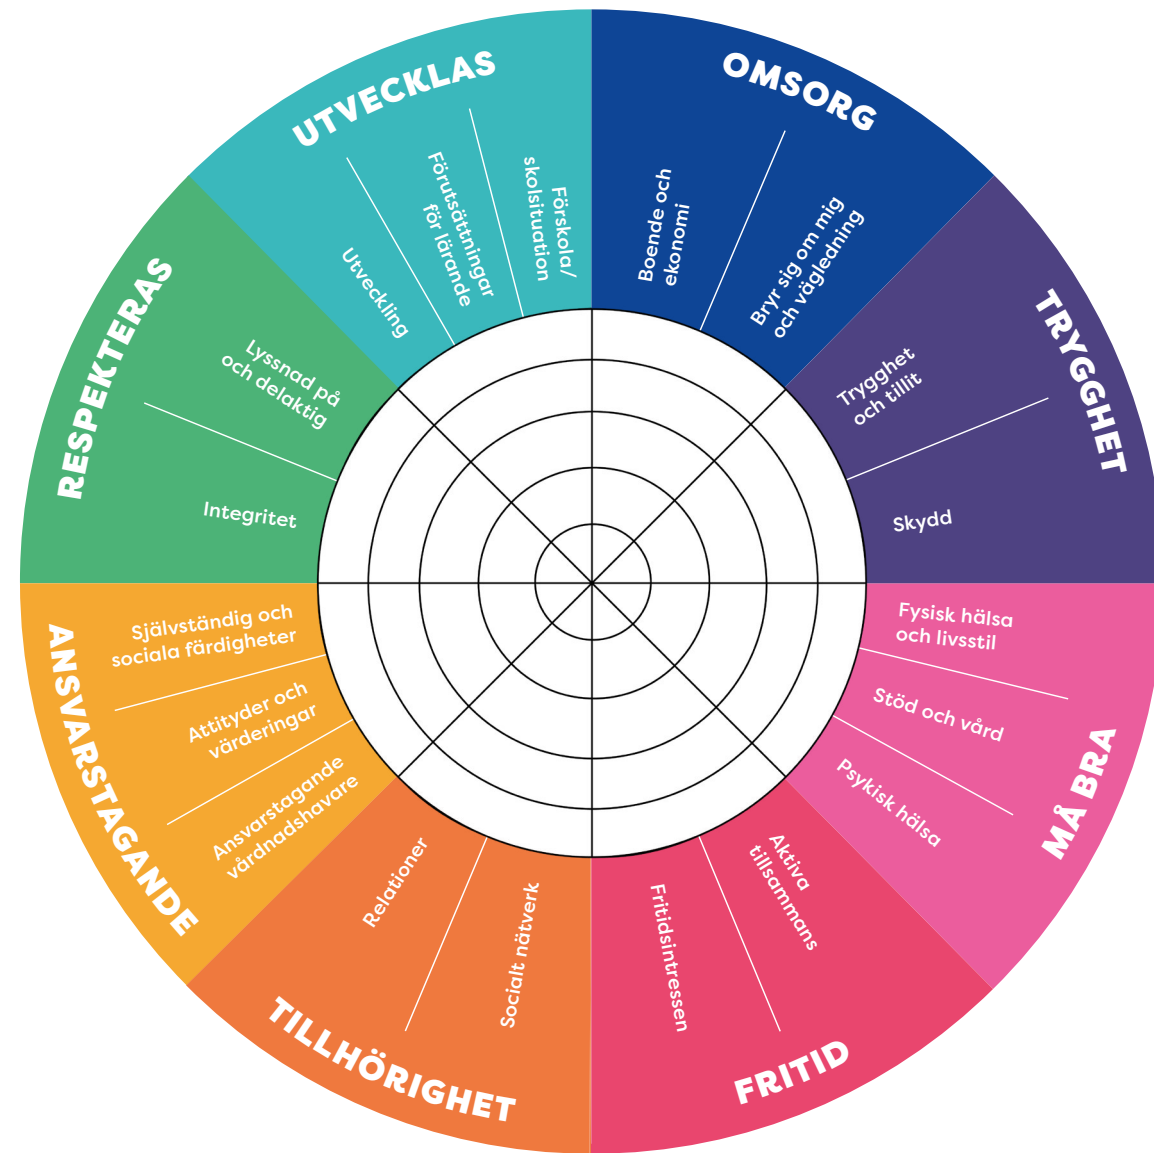 OMSORG
Boende och
ekonomi
Bryr sig om mig
och vägledning
TRYGGHET
Trygghet
och tillit
Skydd
MÅ BRA
Fysisk hälsa
och livsstil
Stöd och vård
Psykisk hälsa
FRITID
Aktiva
tillsammans
Fritidsintressen
TILLHÖRIGHET
Socialt nätverk
Relationer
ANSVARSTAGANDE
Ansvarstagande
vårdnadshavare
Attityder och
värderingar
Självständig och
sociala färdigheter
RESPEKTERAS
Integritet
Lyssnad på
och delaktig
UTVECKLAS
Utveckling
Förutsättningar
för lärande
Förskola/
skolsituation